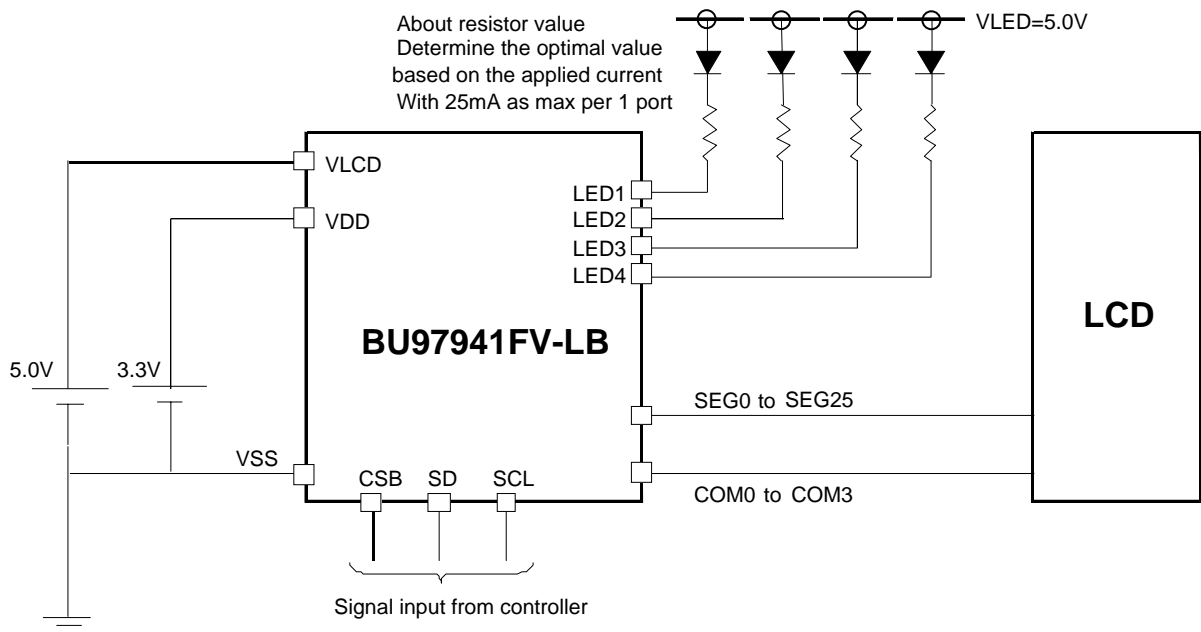 About resistor value
Determine the optimal value
based on the applied current
With 25mA as max per 1 port
VLED=5.0V
VLCD
VDD
LED1
LED2
LED3
LED4
LCD
BU97941FV-LB
5.0V
3.3V
SEG0 to SEG25
VSS
CSB
SD
SCL
COM0 to COM3
Signal input from controller